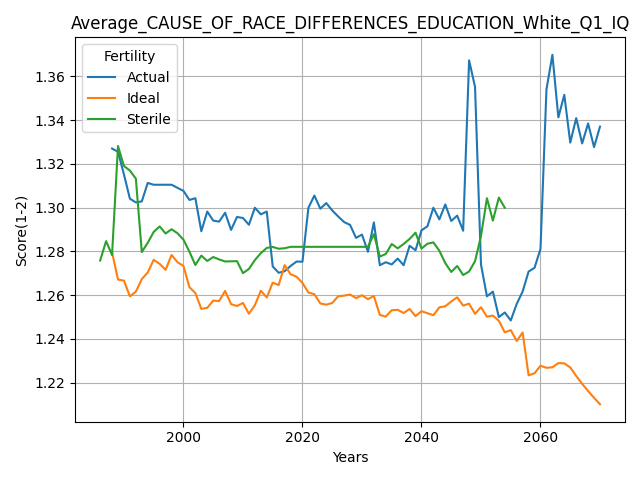 Average_CAUSE_OF_RACE_DIFFERENCES_EDUCATION_White_Q1_IQ
Fertility
Actual
Ideal
Sterile
1.36
1.34
1.32
1.30
1.28
1.26
1.24
1.22
Score(1-2)
2000
2020
2040
2060
Years